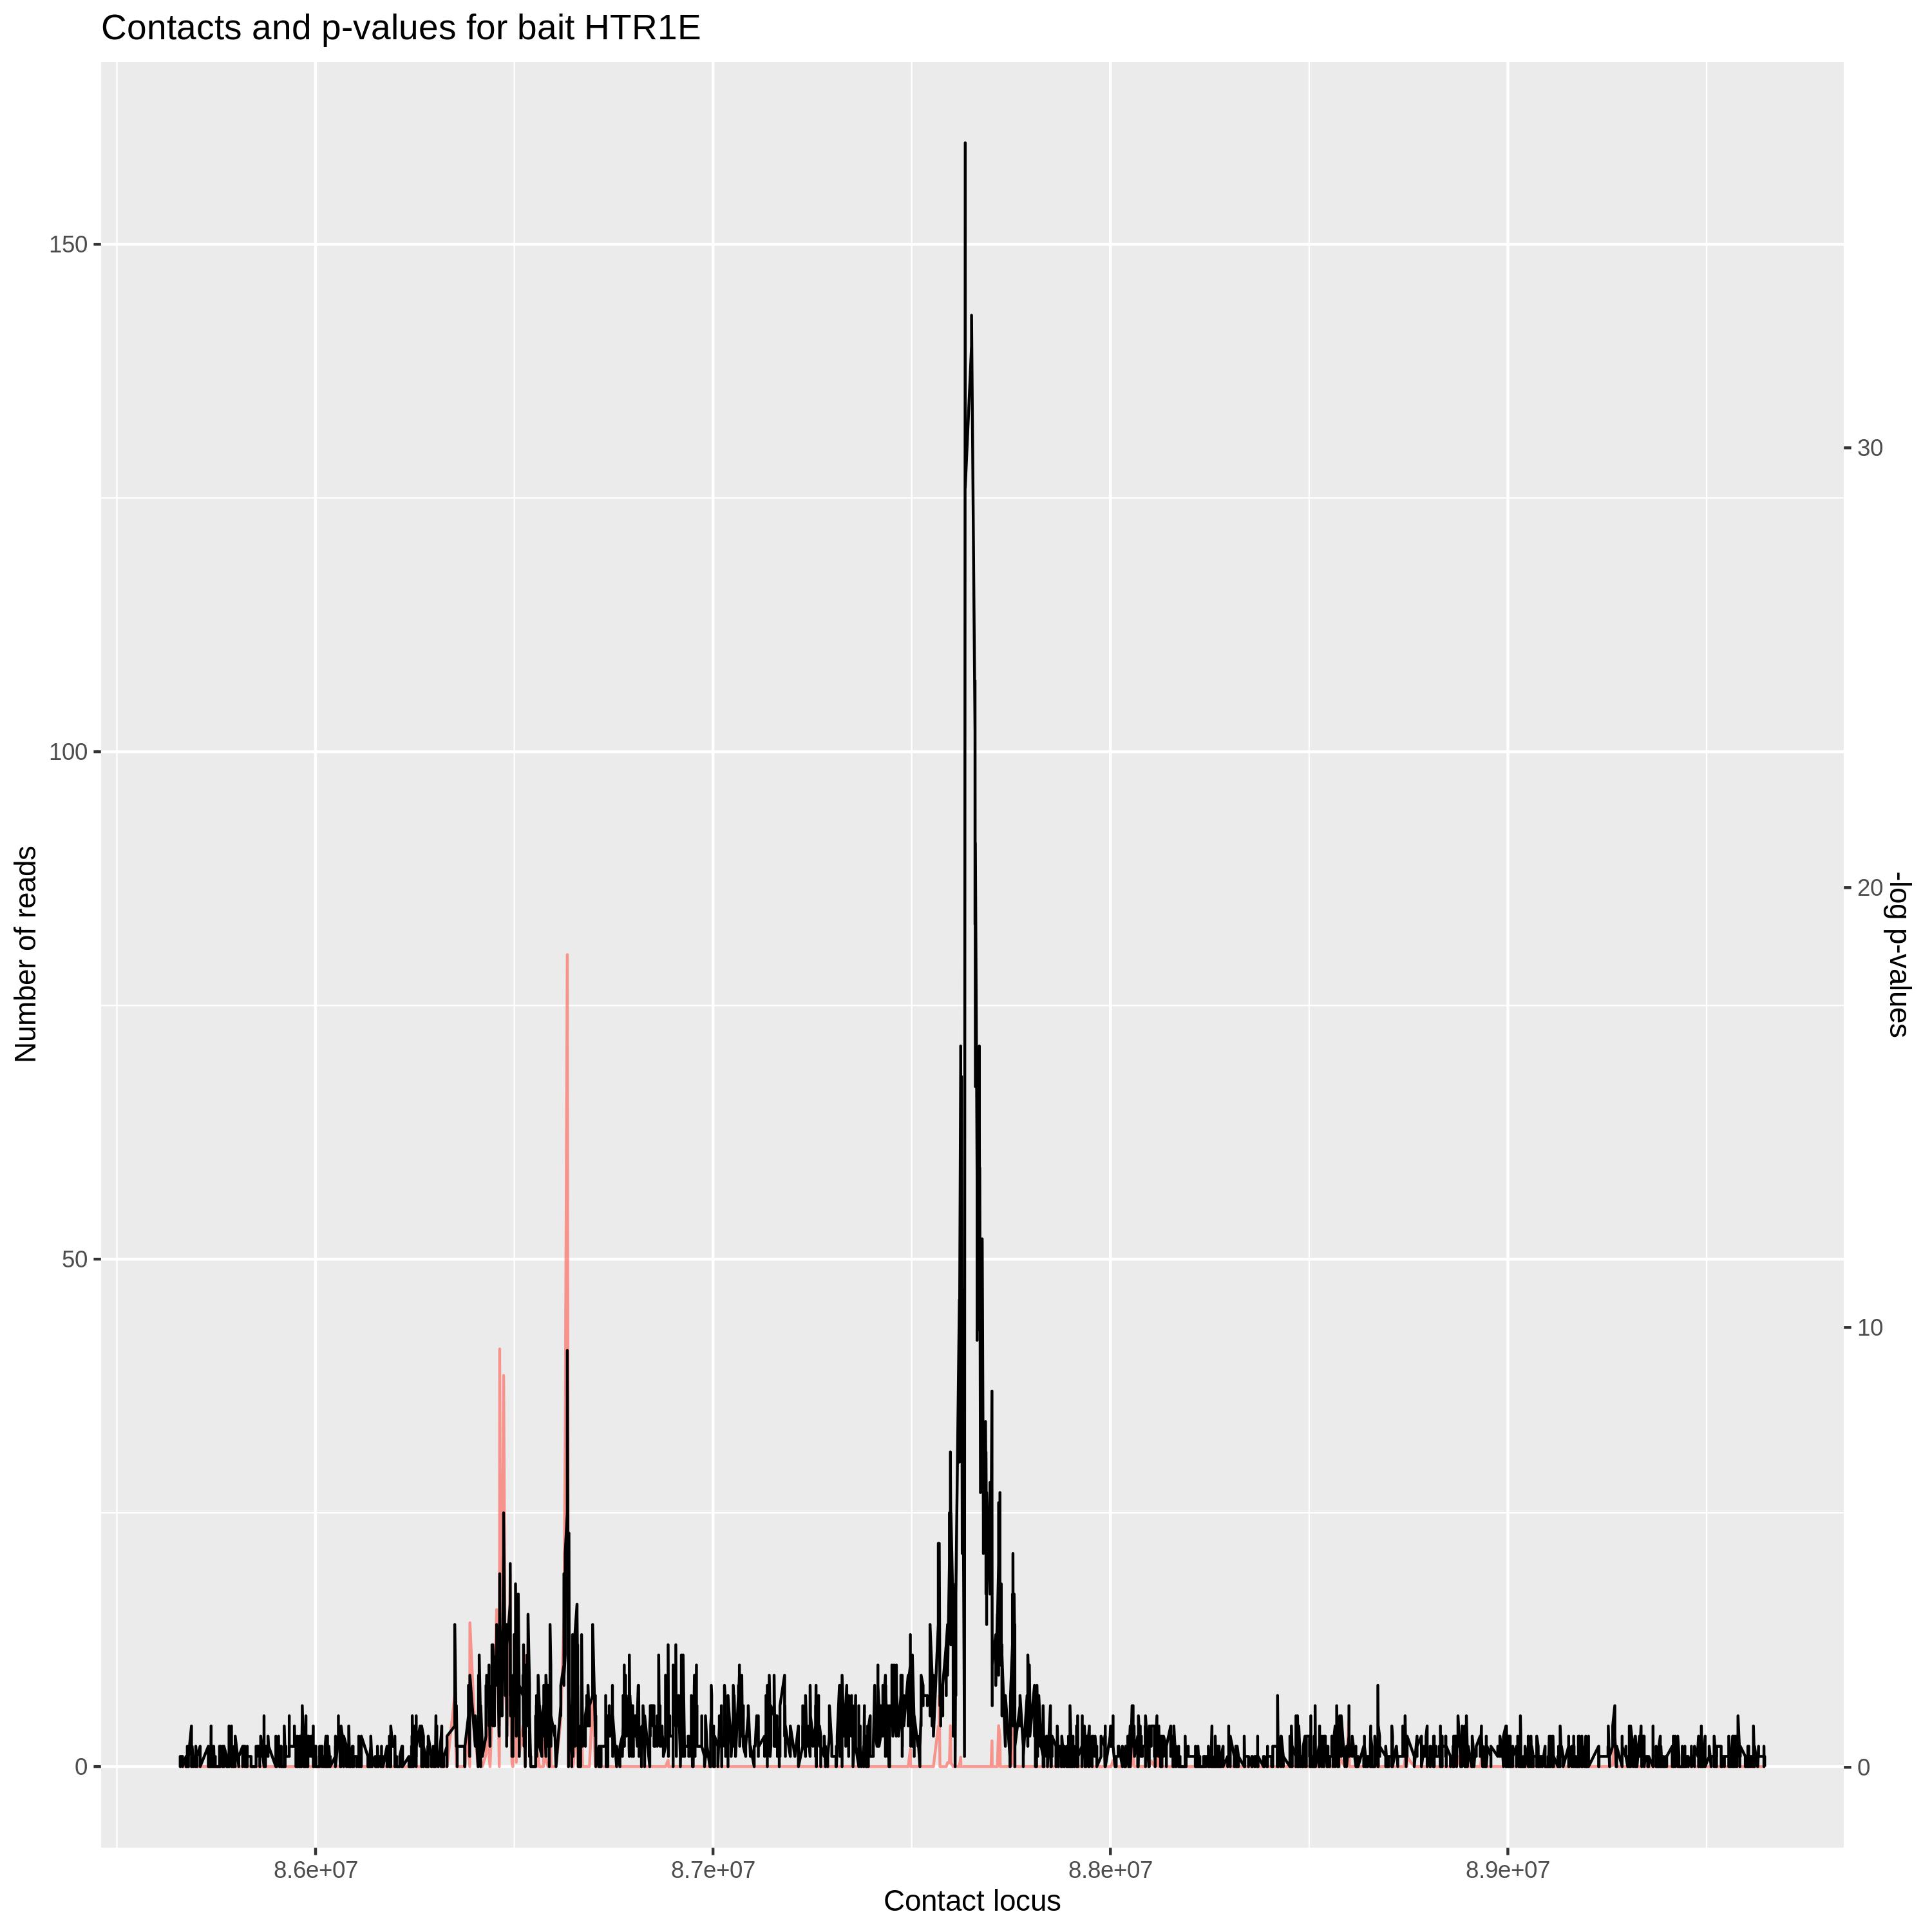 Contacts and p-values for bait HTR1E
150
100
50
0
30
20
10
0
Number of reads
-log p-values
8.6e+07 8.7e+07 8.8e+07 8.9e+07
Contact locus